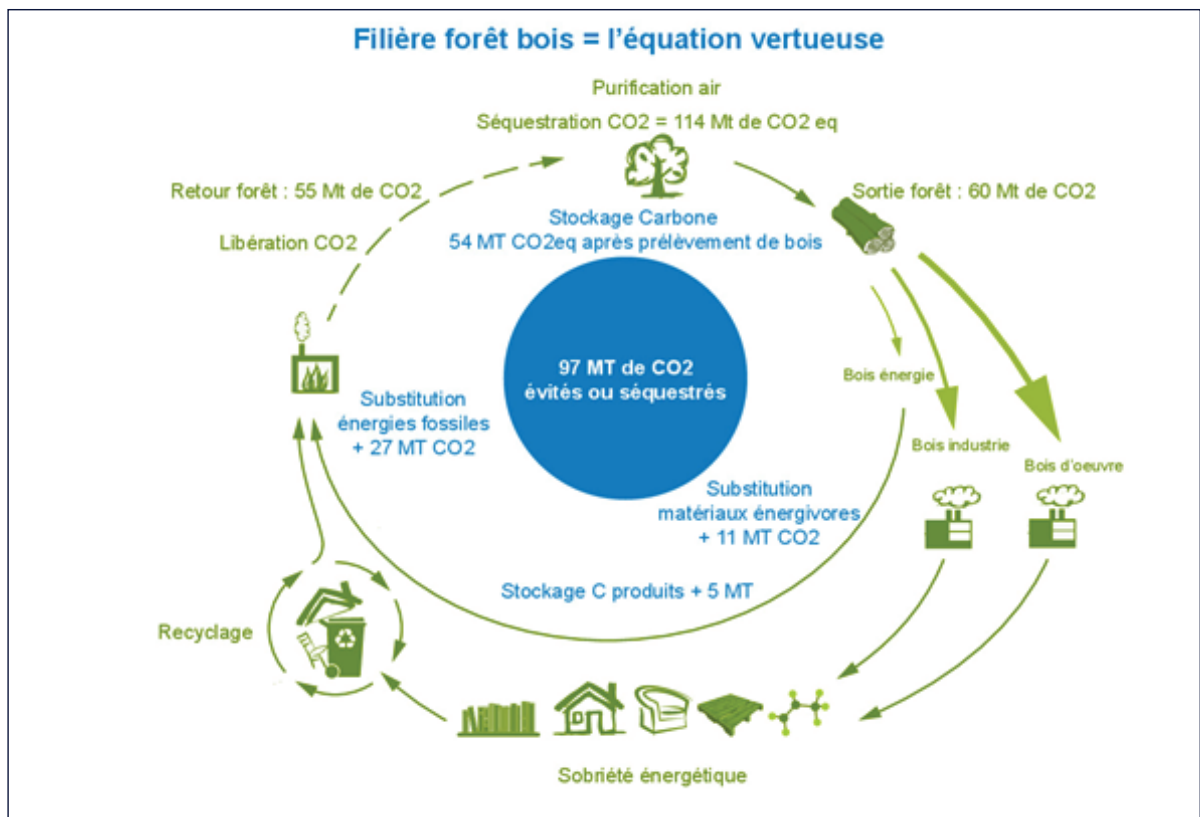 Filière forêt bois = l'équation vertueuse
Purification air
Séquestration CO2 = 114 Mt de CO2 eq
Retour forêt : 55 Mt de CO2
Sortie forêt : 60 Mt de CO2
Libération CO2
Stockage Carbone
54 MT CO2eq après prélèvement de bois
97 MT de CO2
évités ou séquestrés
Bois énergie
Substitution
énergies fossiles
+ 27 MT CO2
Bois industrie
Bois d'oeuvre
Substitution
matériaux énergivores
+ 11 MT CO2
Stockage C produits + 5 MT
Recyclage
Sobriété énergétique